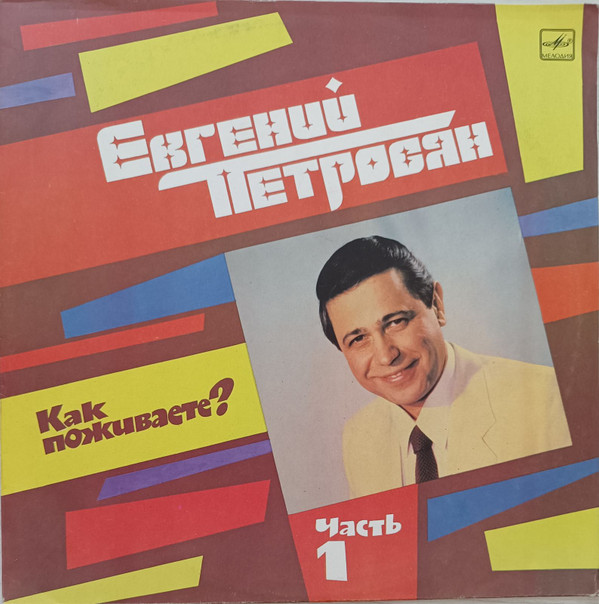 МЕЛОДИЯ
Евгений
Петросян
Как
поживаете?
Часть
1